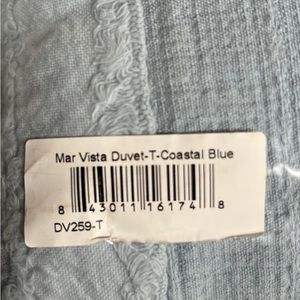 Mar Vista Duvet-T-Coastal Blue
8 43011 16174 8
DV259-T